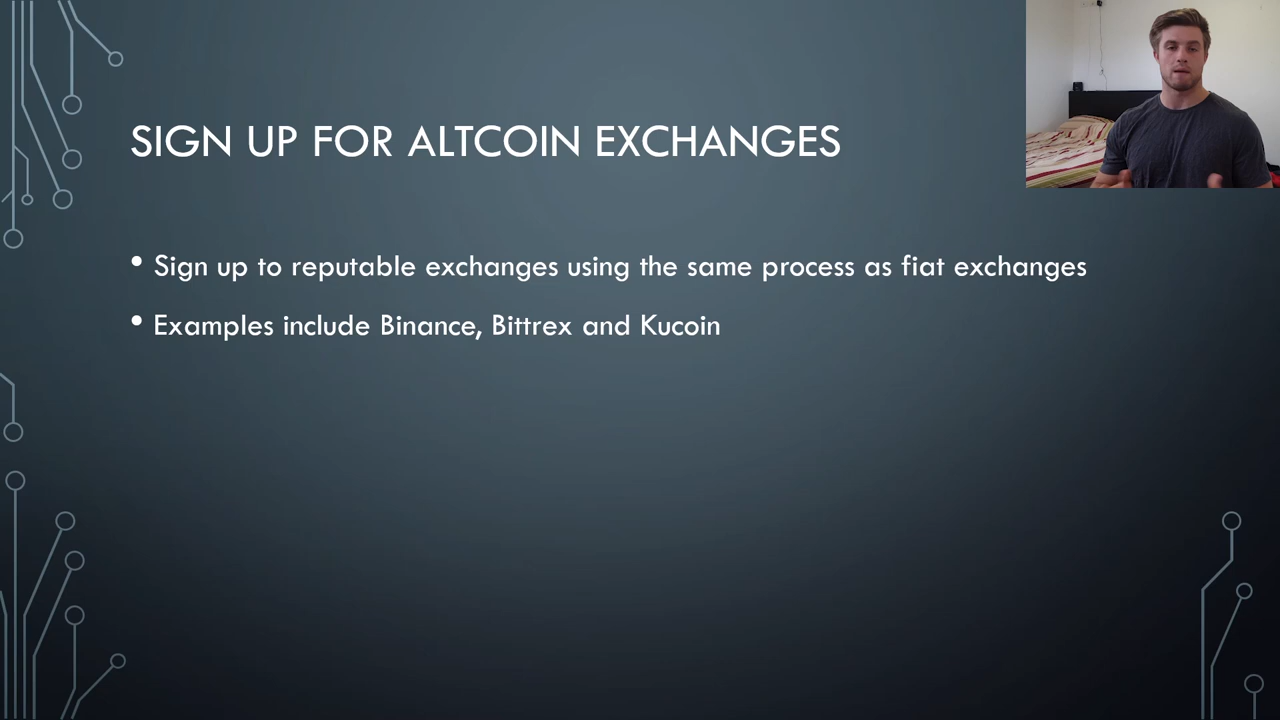 SIGN UP FOR ALTCOIN EXCHANGES
• Sign up to reputable exchanges using the same process as fiat exchanges
• Examples include Binance, Bittrex and Kucoin